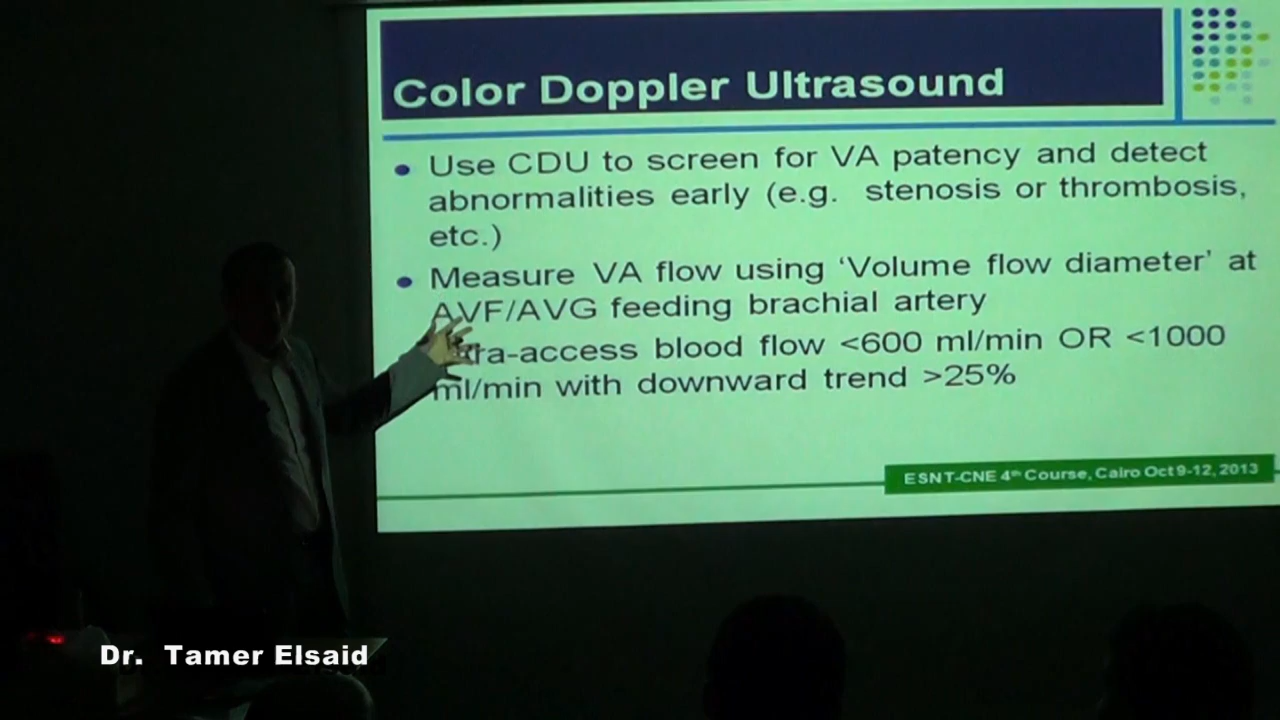 Color Doppler Ultrasound
Use CDU to screen for VA patency and detect
abnormalities early (e.g. stenosis or thrombosis,
etc.)
Measure VA flow using ‘Volume flow diameter’ at
AVF/AVG feeding brachial artery
tra-access blood flow <600 ml/min OR <1000
ml/min with downward trend >25%
ESNT-CNE 4th Course, Cairo Oct 9-12, 2013
Dr. Tamer Elsaid